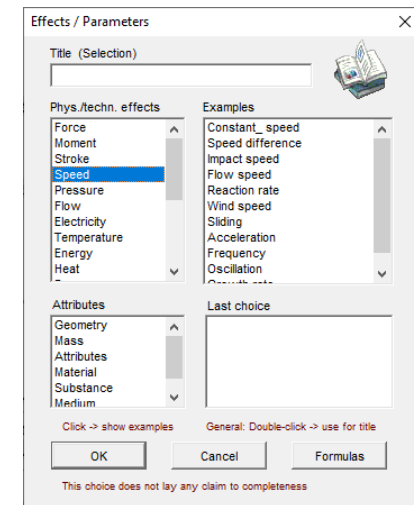 Effects / Parameters
Title (Selection)
Phys./techn. effects
Force
Moment
Stroke
Speed
Pressure
Flow
Electricity
Temperature
Energy
Heat
Examples
Constant_ speed
Speed difference
Impact speed
Flow speed
Reaction rate
Wind speed
Sliding
Acceleration
Frequency
Oscillation
Growth rate
Attributes
Geometry
Mass
Attributes
Material
Substance
Medium
Last choice
Click -> show examples
General: Double-click -> use for title
OK
Cancel
Formulas
This choice does not lay any claim to completeness